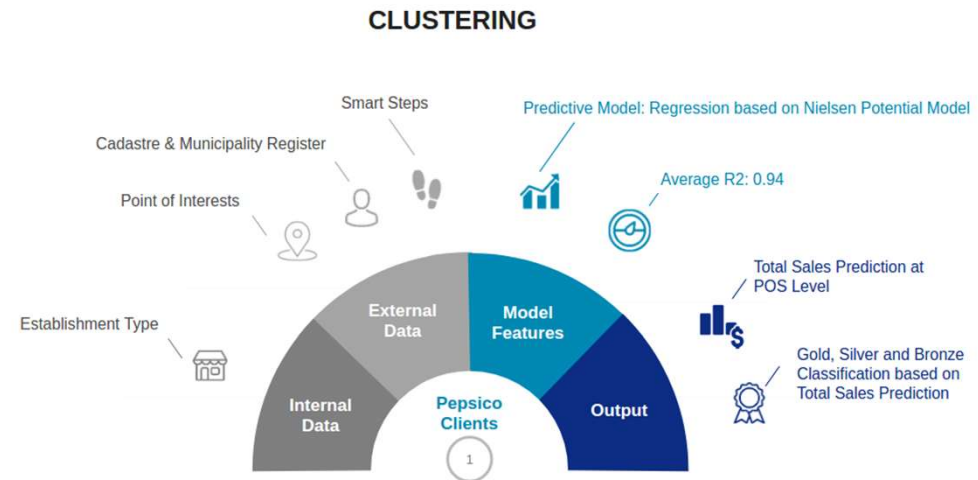 CLUSTERING
Smart Steps
Predictive Model: Regression based on Nielsen Potential Model
Cadastre & Municipality Register
Average R2: 0.94
Point of Interests
Total Sales Prediction at
POS Level
Establishment Type
External
Data
Model
Features
Gold, Silver and Bronze
Classification based on
Total Sales Prediction
Internal
Data
Pepsico
Clients
Output
1